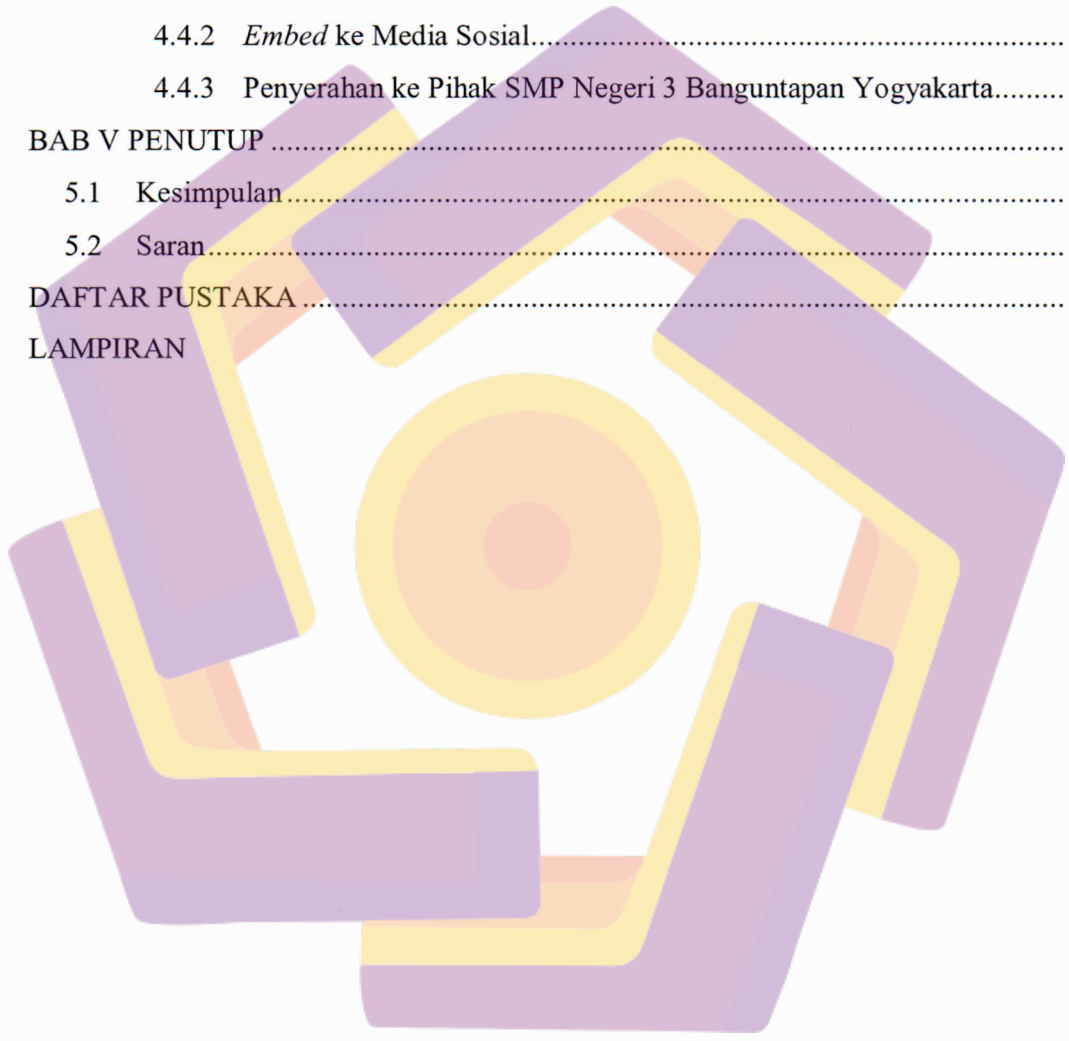 4.4.2 Embed ke Media Sosial........................................................................
4.4.3 Penyerahan ke Pihak SMP Negeri 3 Banguntapan Yogyakarta.........
BAB V PENUTUP ..............................................................................................................
5.1 Kesimpulan ...........................................................................................................
5.2 Saran......................................................................................................................
DAFTAR PUSTAKA ..........................................................................................................
LAMPIRAN